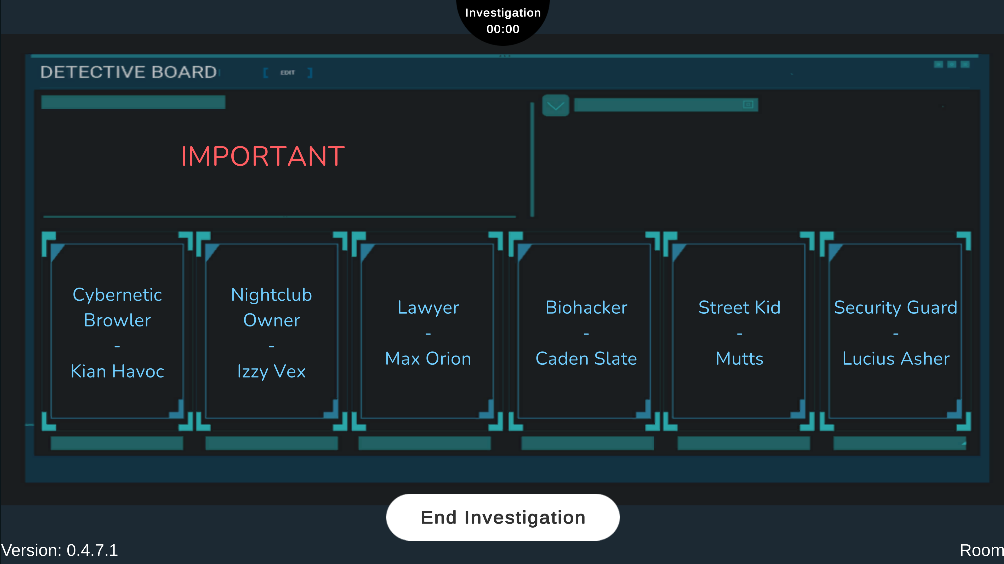 Investigation
00:00
DETECTIVE BOARD
EDIT
IMPORTANT
Cybernetic
Browler
-
Kian Havoc
Nightclub
Owner
-
Izzy Vex
Lawyer
-
Max Orion
Biohacker
-
Caden Slate
Street Kid
-
Mutts
Security Guard
-
Lucius Asher
End Investigation
Version: 0.4.7.1
Room